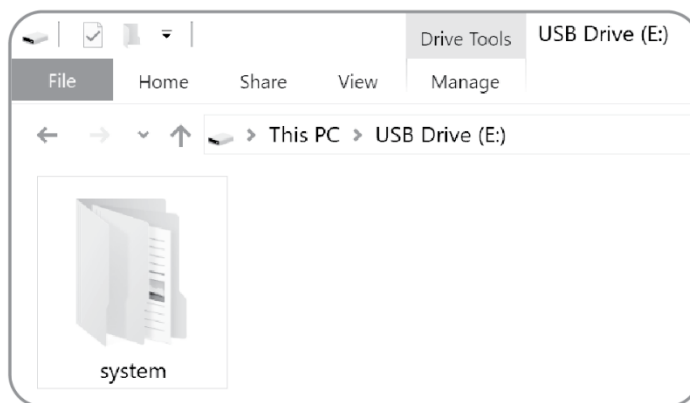 Drive Tools USB Drive (E:)
File Home Share View Manage
This PC > USB Drive (E:)
system